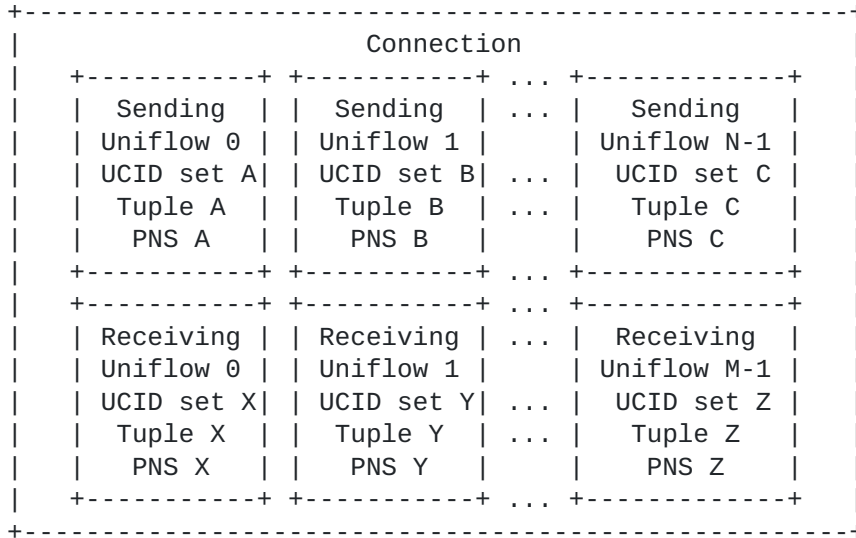 Connection
...
Sending Sending ... Sending
Uniflow 0 Uniflow 1 Uniflow N-1
UCID set A UCID set B ... UCID set C
Tuple A Tuple B ... Tuple C
PNS A PNS B PNS C
...
...
Receiving Receiving ... Receiving
Uniflow 0 Uniflow 1 Uniflow M-1
UCID set X UCID set Y ... UCID set Z
Tuple X Tuple Y ... Tuple Z
PNS X PNS Y PNS Z
...